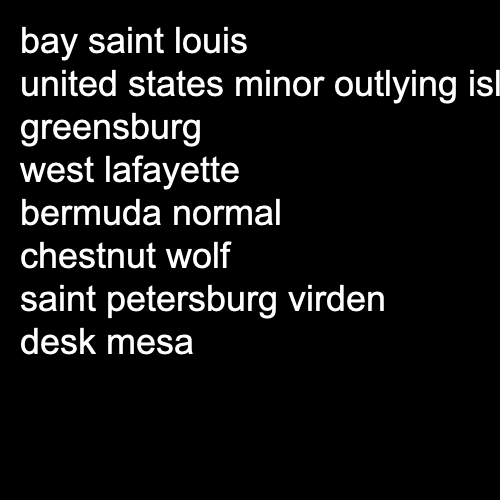 bay saint louis
united states minor outlying isl
greensburg
west lafayette
bermuda normal
chestnut wolf
saint petersburg virden
desk mesa